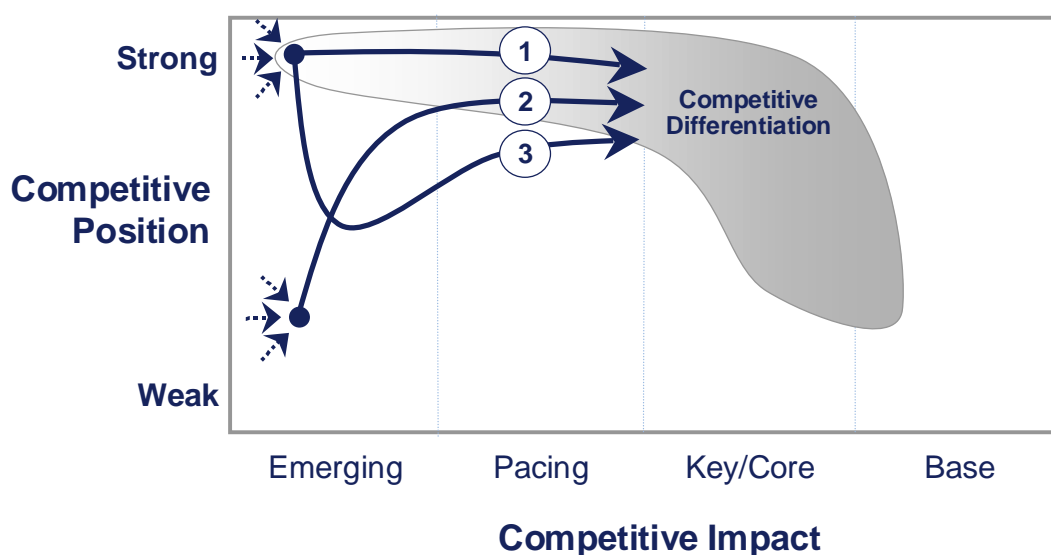 Strong
1
2
Competitive
Differentiation
3
Competitive
Position
Weak
Emerging
Pacing
Key/Core
Base
Competitive Impact